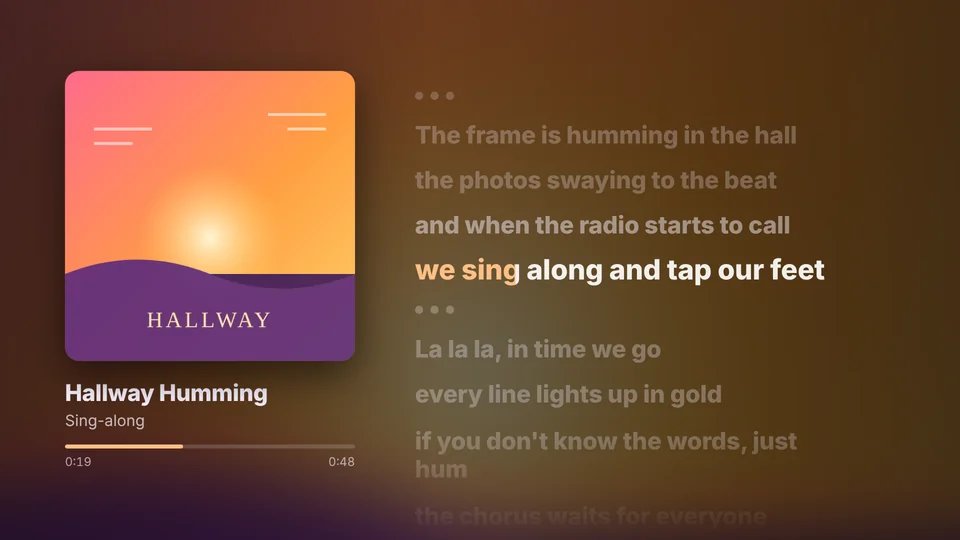 HALLWAY
Hallway Humming
Sing-along
0:19
0:48
The frame is humming in the hall
the photos swaying to the beat
and when the radio starts to call
we sing along and tap our feet
La la la, in time we go
every line lights up in gold
if you don't know the words, just
hum
the chorus waits for everyone